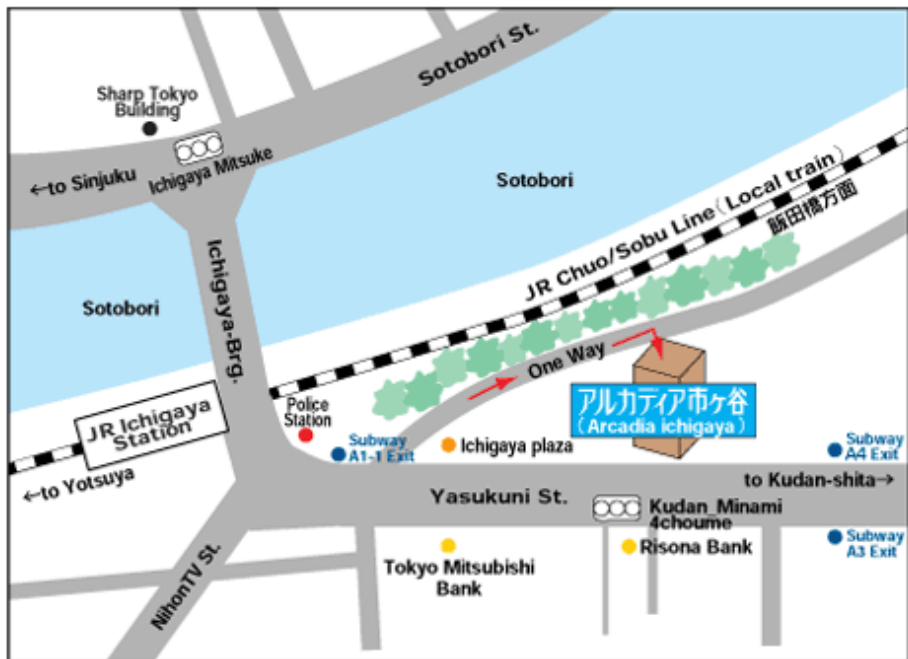 Sotobori St.
Sharp Tokyo
Building
Ichigaya Mitsuke
←to Sinjuku
Sotobori
JR Chuo/Sobu Line(Local train)
飯田橋方面
Ichigaya-Brg.
Sotobori
One Way
アルカディア市ヶ谷
(Arcadia ichigaya)
Police
Station
JR Ichigaya
Station
Subway
A1-1 Exit
Ichigaya plaza
Subway
A4 Exit
←to Yotsuya
to Kudan-shita→
Yasukuni St.
Kudan_Minami
4choume
Subway
A3 Exit
Tokyo Mitsubishi
Bank
Risona Bank
NihonTV St.